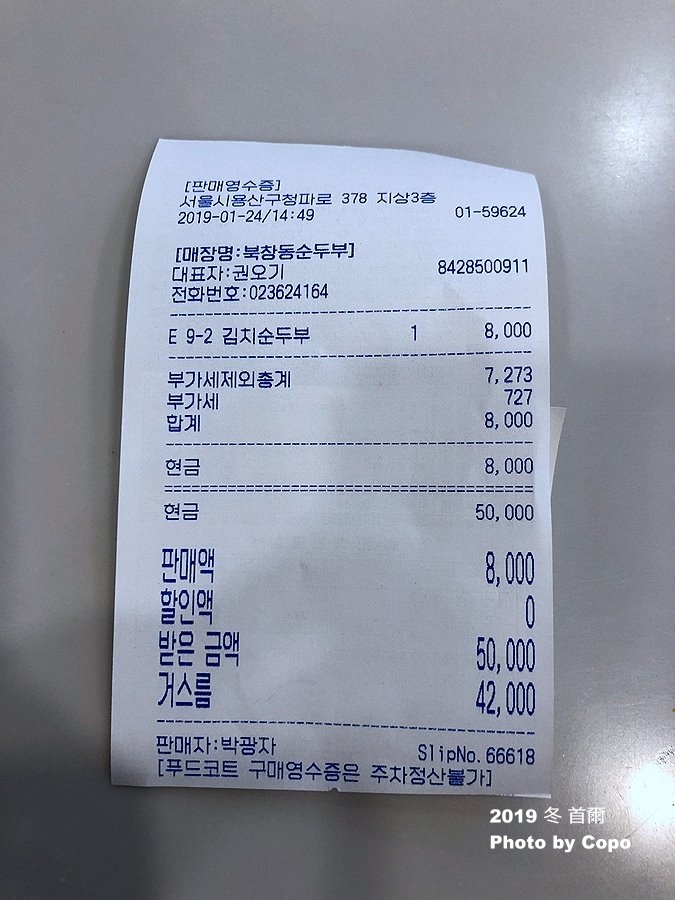 [판매영수증]
서울시용산구청파로 378 지상3층
2019-01-24/14:49 01-59624
[매장명:북창동순두부]
대표자:권오기 8428500911
전화번호:023624164
E 9-2 김치순두부 1 8,000
부가세제외총계 7,273
부가세 727
합계 8,000
현금 8,000
현금 50,000
판매액 8,000
할인액 0
받은 금액 50,000
거스름 42,000
판매자:박광자 SlipNo.66618
[푸드코트 구매영수증은 주차정산불가]
2019 冬 首爾
Photo by Copo